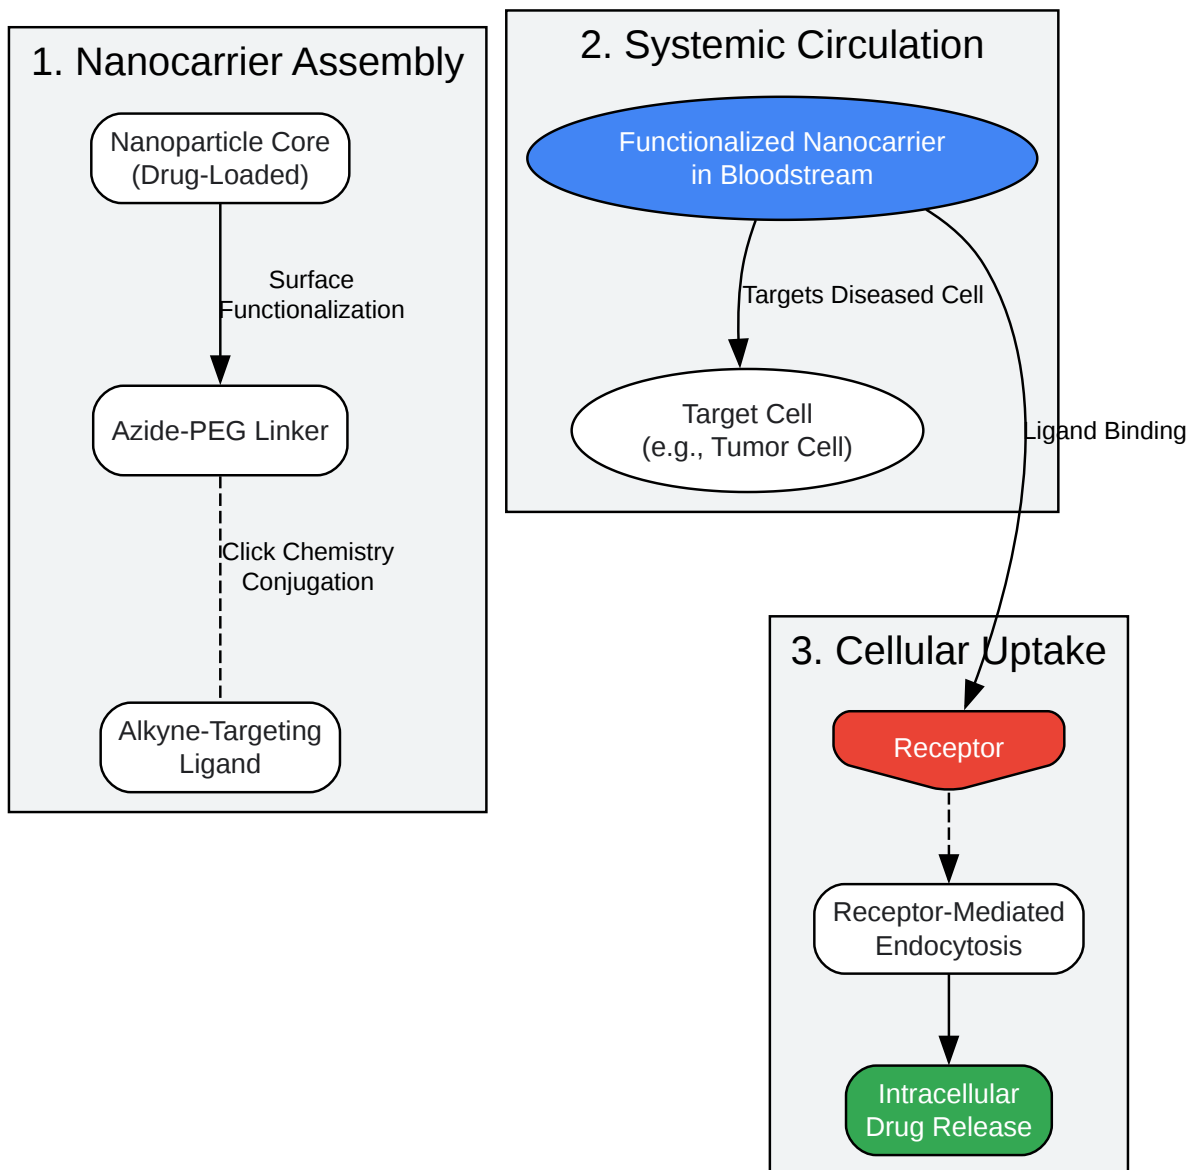 1. Nanocarrier Assembly
Nanoparticle Core
(Drug-Loaded)
Surface
Functionalization
Azide-PEG Linker
Click Chemistry
Conjugation
Alkyne-Targeting
Ligand
2. Systemic Circulation
Functionalized Nanocarrier
in Bloodstream
Targets Diseased Cell
Target Cell
(e.g., Tumor Cell)
Ligand Binding
3. Cellular Uptake
Receptor
Receptor-Mediated
Endocytosis
Intracellular
Drug Release